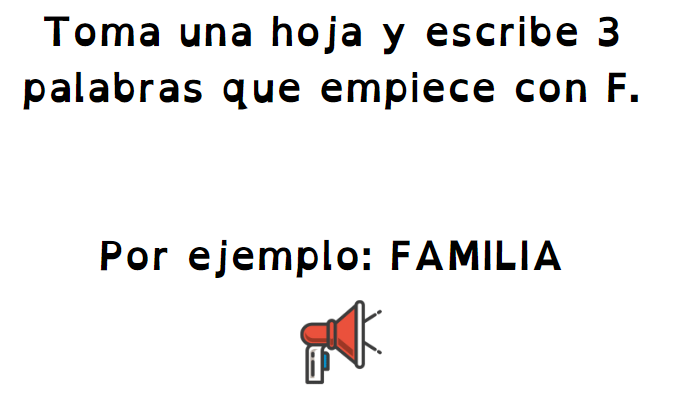 Toma una hoja y escribe 3
palabras que empiece con F.
Por ejemplo: FAMILIA